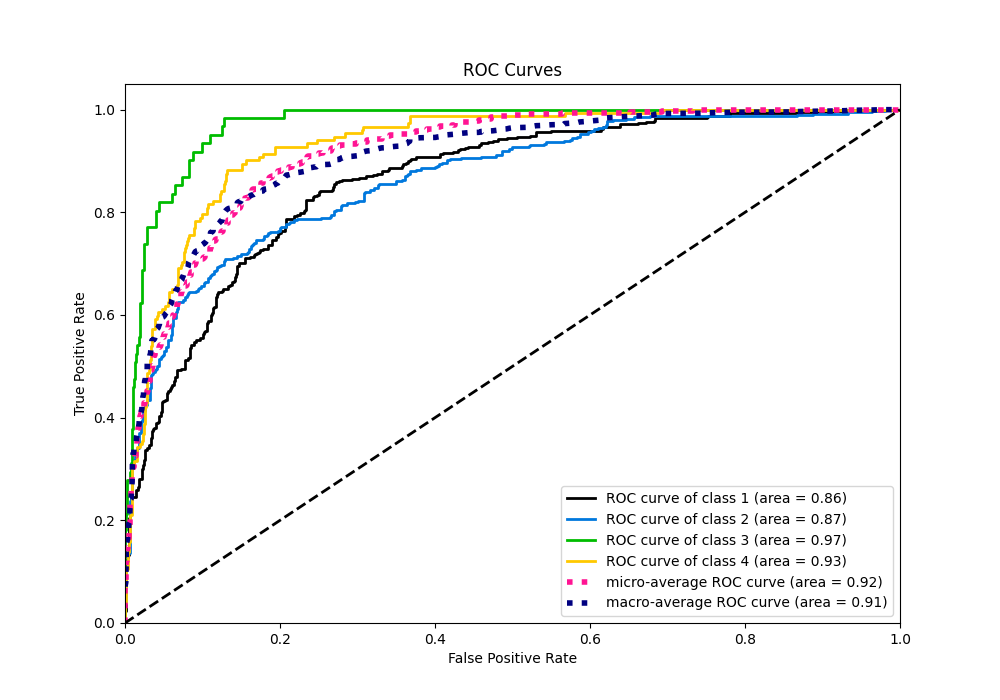 ROC Curves
True Positive Rate
1.0
0.8
0.6
0.4
0.2
0.0
ROC curve of class 1 (area = 0.86)
ROC curve of class 2 (area = 0.87)
ROC curve of class 3 (area = 0.97)
ROC curve of class 4 (area = 0.93)
micro-average ROC curve (area = 0.92)
macro-average ROC curve (area = 0.91)
0.0 0.2 0.4 0.6 0.8 1.0
False Positive Rate